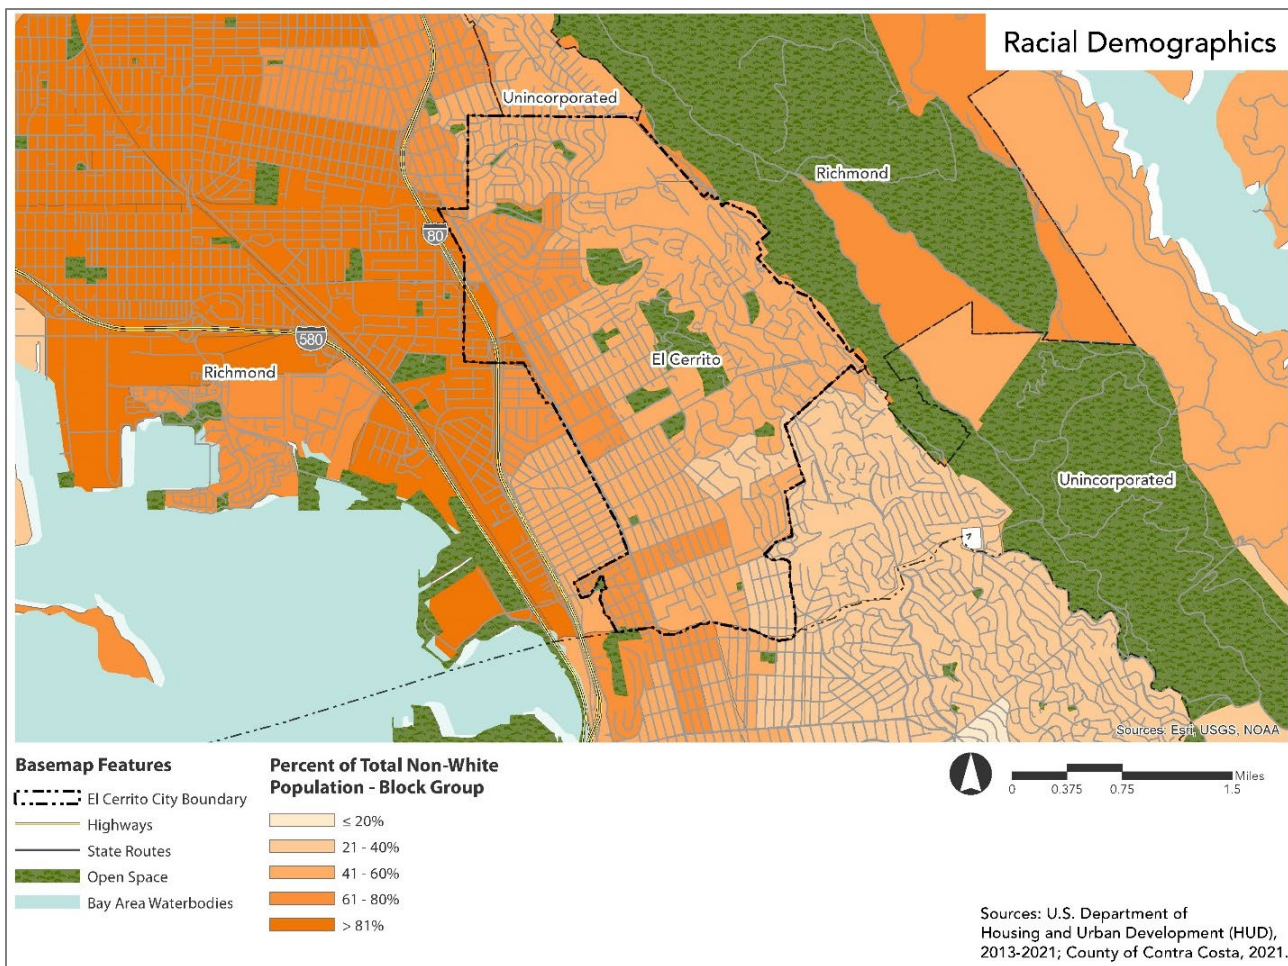 Racial Demographics
Unincorporated
Richmond
80
El Cerrito
580
Richmond
Unincorporated
Sources: Esri, USGS, NOAA
Basemap Features
El Cerrito City Boundary
Highways
State Routes
Open Space
Bay Area Waterbodies
Percent of Total Non-White
Population - Block Group
≤ 20%
21 - 40%
41 - 60%
61 - 80%
> 81%
Miles
0 0.375 0.75 1.5
Sources: U.S. Department of
Housing and Urban Development (HUD),
2013-2021; County of Contra Costa, 2021.